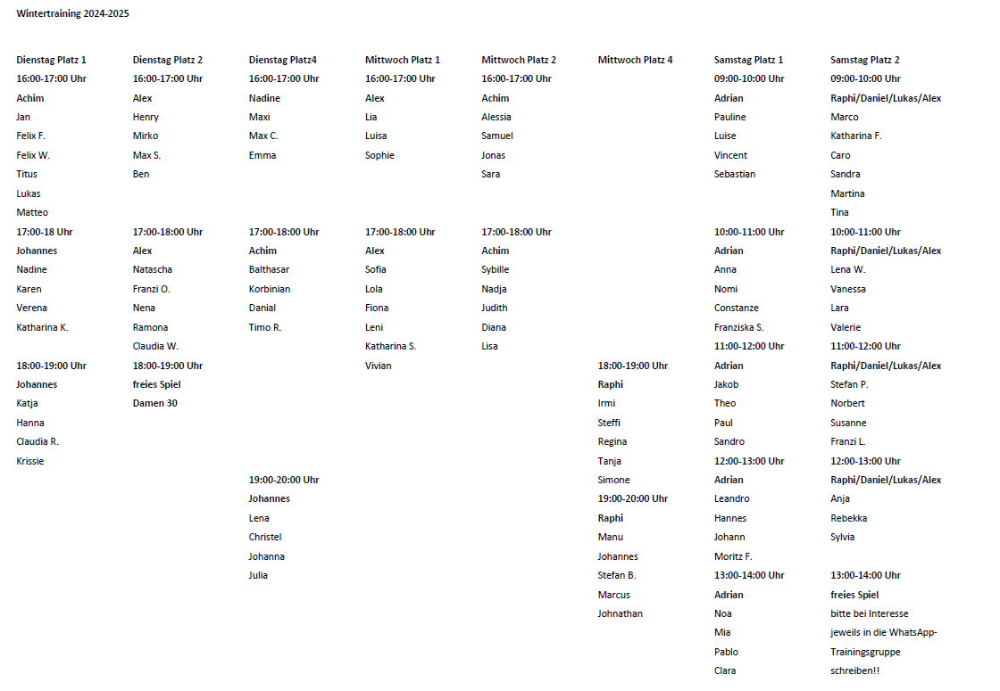 Wintertraining 2024-2025
Dienstag Platz 1 Dienstag Platz 2 Dienstag Platz4 Mittwoch Platz 1 Mittwoch Platz 2 Mittwoch Platz 4 Samstag Platz 1 Samstag Platz 2
16:00-17:00 Uhr 16:00-17:00 Uhr 16:00-17:00 Uhr 16:00-17:00 Uhr 16:00-17:00 Uhr 09:00-10:00 Uhr 09:00-10:00 Uhr
Achim Alex Nadine Alex Achim Adrian Raphi/Daniel/Lukas/Alex
Jan Henry Maxi Lia Alessia Pauline Marco
Felix F. Mirko Max C. Luisa Samuel Luise Katharina F.
Felix W. Max S. Emma Sophie Jonas Vincent Caro
Titus Ben Sara Sebastian Sandra
Lukas Martina
Matteo Tina
17:00-18 Uhr 17:00-18:00 Uhr 17:00-18:00 Uhr 17:00-18:00 Uhr 17:00-18:00 Uhr 10:00-11:00 Uhr 10:00-11:00 Uhr
Johannes Alex Achim Alex Achim Adrian Raphi/Daniel/Lukas/Alex
Nadine Natascha Balthasar Sofia Sybille Anna Lena W.
Karen Franzi O. Korbinian Lola Nadja Nomi Vanessa
Verena Nena Danial Fiona Judith Constanze Lara
Katharina K. Ramona Timo R. Leni Diana Franziska S. Valerie
Claudia W. Katharina S. Lisa 11:00-12:00 Uhr 11:00-12:00 Uhr
18:00-19:00 Uhr 18:00-19:00 Uhr Vivian 18:00-19:00 Uhr Adrian Raphi/Daniel/Lukas/Alex
Johannes freies Spiel Raphi Jakob Stefan P.
Katja Damen 30 Irmi Theo Norbert
Hanna Steffi Paul Susanne
Claudia R. Regina Sandro Franzi L.
Krissie Tanja 12:00-13:00 Uhr 12:00-13:00 Uhr
19:00-20:00 Uhr Simone Adrian Raphi/Daniel/Lukas/Alex
Johannes 19:00-20:00 Uhr Leandro Anja
Lena Raphi Hannes Rebekka
Christel Manu Johann Sylvia
Johanna Johannes Moritz F.
Julia Stefan B. 13:00-14:00 Uhr 13:00-14:00 Uhr
Marcus Adrian freies Spiel
Johnathan Noa bitte bei Interesse
Mia jeweils in die WhatsApp-
Pablo Trainingsgruppe
Clara schreiben!!